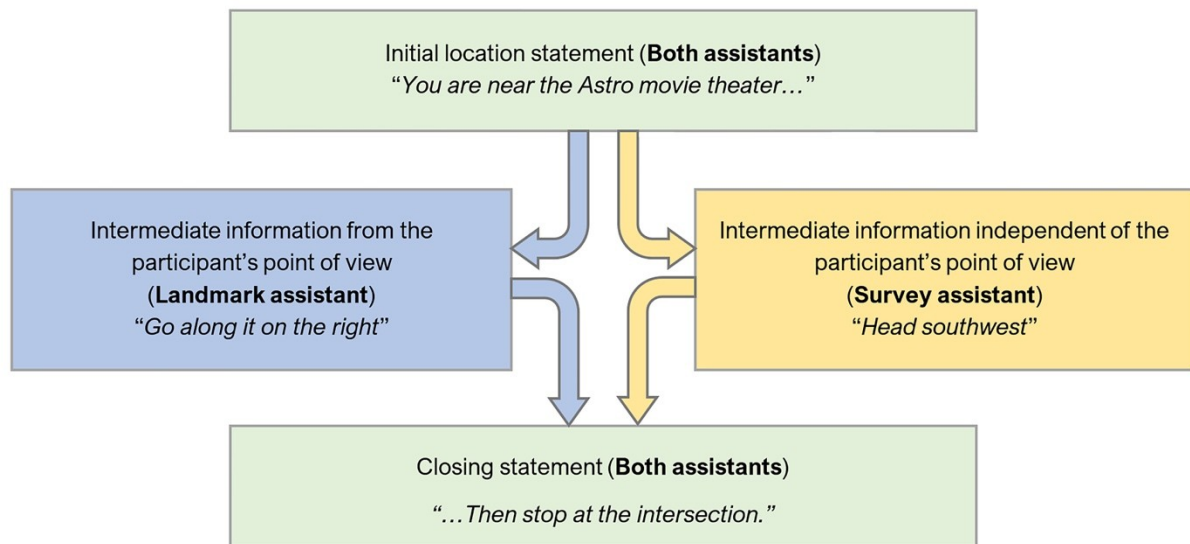 Initial location statement (Both assistants)
“You are near the Astro movie theater…”
Intermediate information from the
participant’s point of view
(Landmark assistant)
“Go along it on the right”
Intermediate information independent of the
participant’s point of view
(Survey assistant)
“Head southwest”
Closing statement (Both assistants)
“…Then stop at the intersection.”